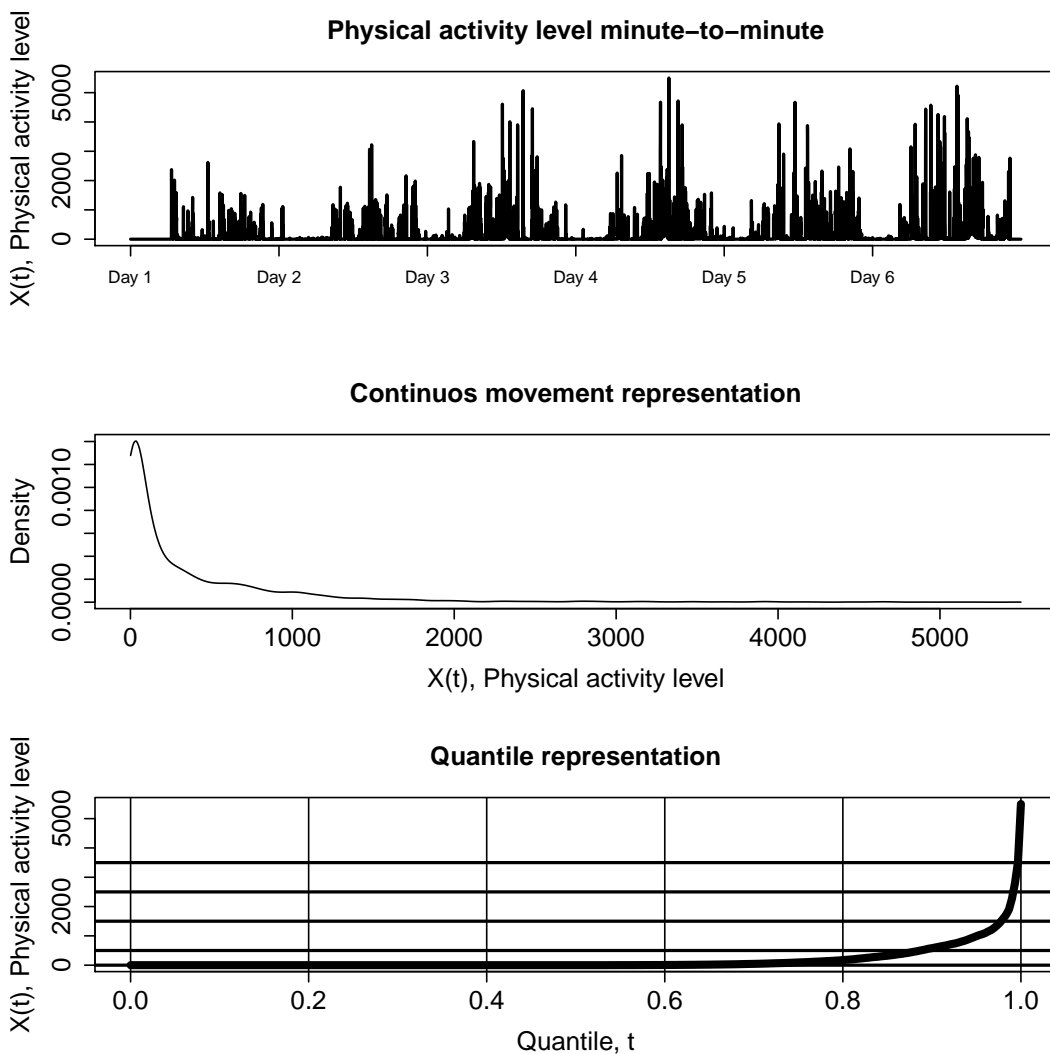 Physical activity level minute−to−minute
X(t), Physical activity level
0 2000 5000
Day 1 Day 2 Day 3 Day 4 Day 5 Day 6
Continuos movement representation
Density
0.0000 0.0010
0 1000 2000 3000 4000 5000
X(t), Physical activity level
Quantile representation
X(t), Physical activity level
0 2000 5000
0.0 0.2 0.4 0.6 0.8 1.0
Quantile, t